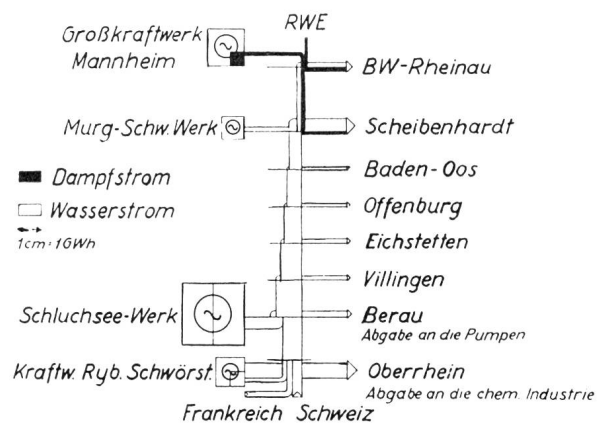 RWE
Großkraftwerk
Mannheim
BW-Rheinau
Murg-Schw. Werk
Scheibenhardt
Dampfstrom
Baden-Oos
Wasserstrom
Offenburg
1cm = 1GWh
Eichstetten
Villingen
Schluchsee-Werk
Berau
Abgabe an die Pumpen
Kraftw. Ryb. Schwörst.
Oberrhein
Abgabe an die chem. Industrie
Frankreich Schweiz